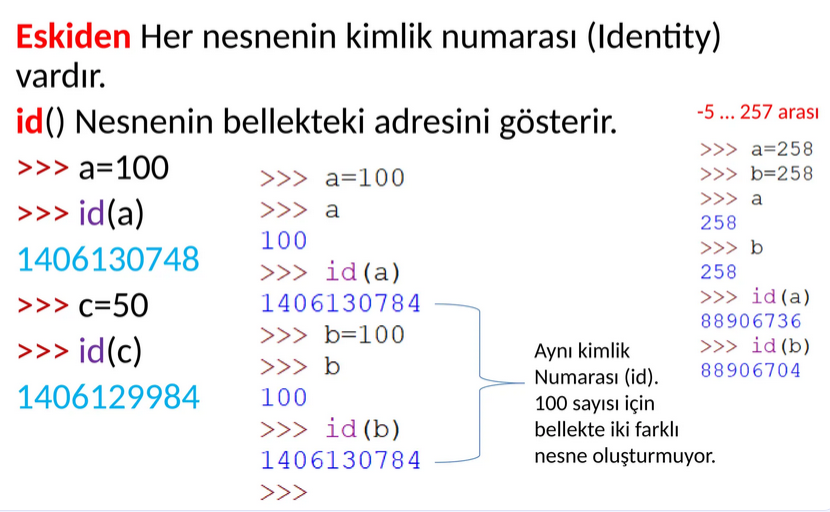 Eskiden Her nesnenin kimlik numarası (Identity)
vardır.
id() Nesnenin bellekteki adresini gösterir.
>>> a=100
>>> id(a)
1406130748
>>> c=50
>>> id(c)
1406129984
>>> a=100
>>> a
100
>>> id(a)
1406130784
>>> b=100
>>> b
100
>>> id(b)
1406130784
>>>
Aynı kimlik
Numarası (id).
100 sayısı için
bellekte iki farklı
nesne oluşturmuyor.
-5 ... 257 arası
>>> a=258
>>> b=258
>>> a
258
>>> b
258
>>> id(a)
88906736
>>> id(b)
88906704